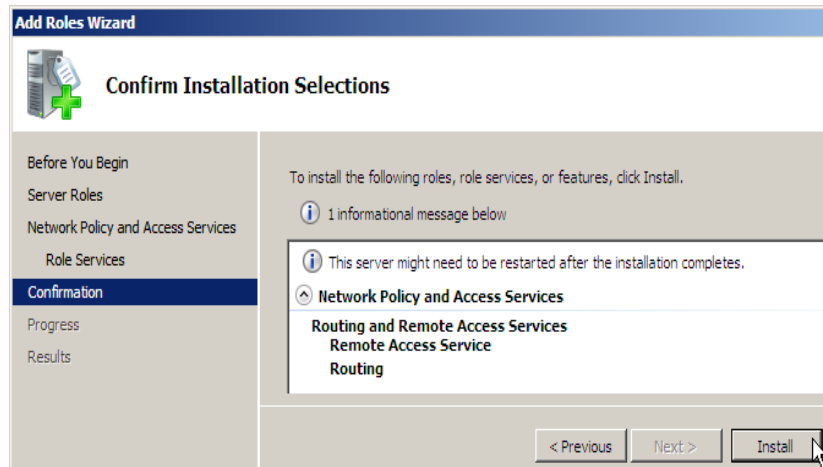 Add Roles Wizard
Confirm Installation Selections
Before You Begin
Server Roles
Network Policy and Access Services
Role Services
Confirmation
Progress
Results
To install the following roles, role services, or features, click Install.
1 informational message below
This server might need to be restarted after the installation completes.
Network Policy and Access Services
Routing and Remote Access Services
Remote Access Service
Routing
< Previous
Next >
Install